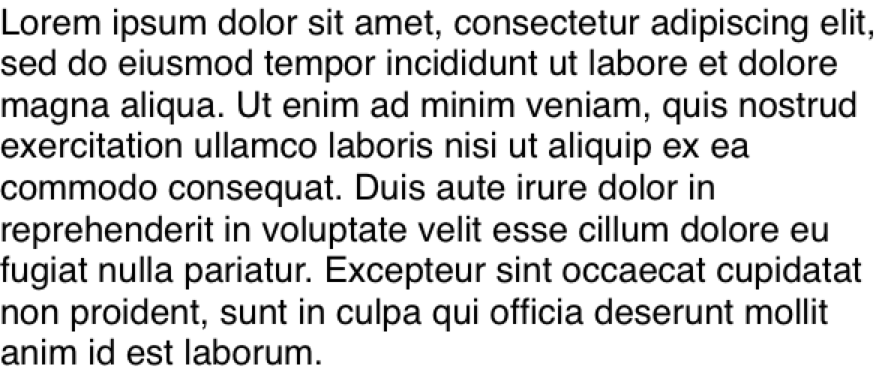 Lorem ipsum dolor sit amet, consectetur adipiscing elit,
sed do eiusmod tempor incididunt ut labore et dolore
magna aliqua. Ut enim ad minim veniam, quis nostrud
exercitation ullamco laboris nisi ut aliquip ex ea
commodo consequat. Duis aute irure dolor in
reprehenderit in voluptate velit esse cillum dolore eu
fugiat nulla pariatur. Excepteur sint occaecat cupidatat
non proident, sunt in culpa qui officia deserunt mollit
anim id est laborum.